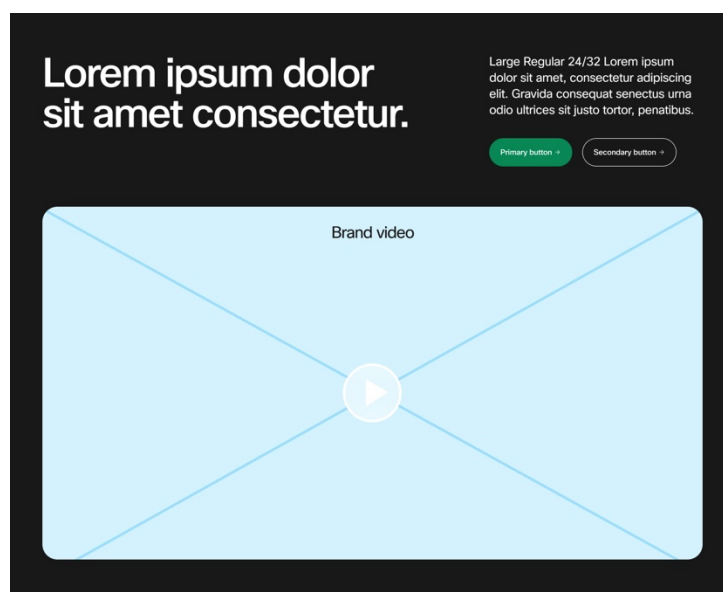 Lorem ipsum dolor
sit amet consectetur.
Large Regular 24/32 Lorem ipsum
dolor sit amet, consectetur adipiscing
elit. Gravida consequat senectus urna
odio ultrices sit justo tortor, penatibus.
Primary button →
Secondary button →
Brand video